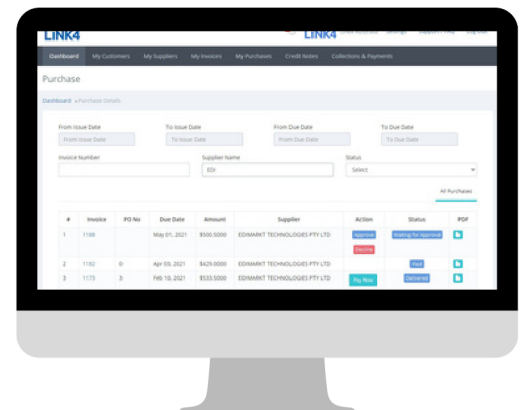 LINK4
LINK4
Dashboard My Customers My Suppliers My Invoices My Purchases Credit Notes Collections & Payments
Purchase
Dashboard » Purchase Details
From Issue Date To Issue Date From Due Date To Due Date
From Issue Date To Issue Date From Due Date To Due Date
Invoice Number Supplier Name Status
EDI Select
All Purchases
# Invoice PO No Due Date Amount Supplier Action Status PDF
1 1188 May 01, 2021 $500.5000 EDIMARKT TECHNOLOGIES PTY LTD Approve Waiting for Approval
Decline
2 1182 0 Apr 03, 2021 $429.0000 EDIMARKT TECHNOLOGIES PTY LTD Paid
3 1173 3 Feb 10, 2021 $533.5000 EDIMARKT TECHNOLOGIES PTY LTD Pay Now Delivered